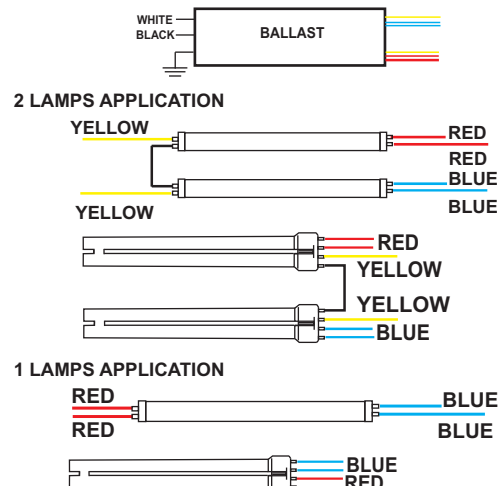 WHITE
BLACK
BALLAST
2 LAMPS APPLICATION
YELLOW
RED
RED
BLUE
BLUE
YELLOW
RED
YELLOW
YELLOW
BLUE
1 LAMPS APPLICATION
RED
BLUE
RED
BLUE
BLUE
RED